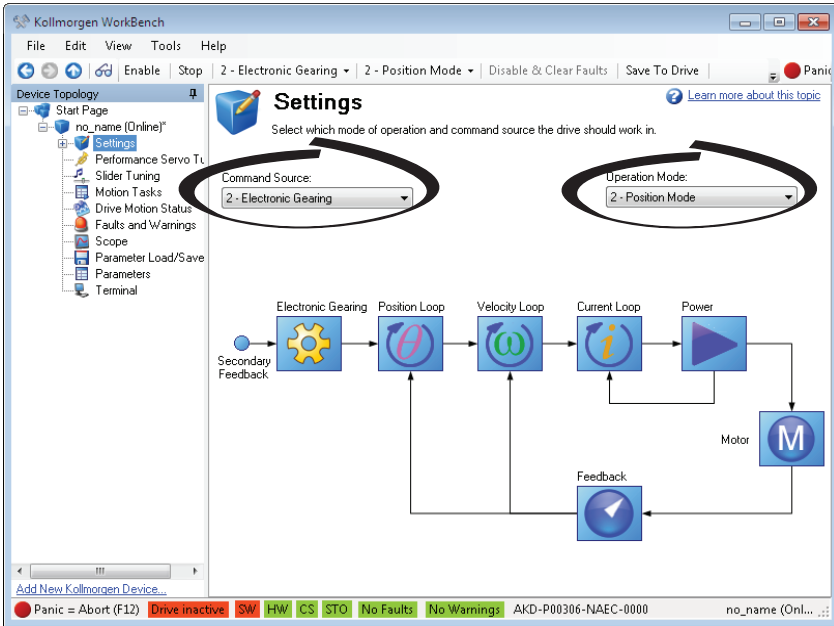 Kollmorgen WorkBench
File Edit View Tools Help
Enable Stop 2 - Electronic Gearing 2 - Position Mode Disable & Clear Faults Save To Drive Panic
Device Topology
Start Page
no_name (Online)*
Settings
Performance Servo Tu
Slider Tuning
Motion Tasks
Drive Motion Status
Faults and Warnings
Scope
Parameter Load/Save
Parameters
Terminal
Add New Kollmorgen Device...
Settings
Learn more about this topic
Select which mode of operation and command source the drive should work in.
Command Source:
2 - Electronic Gearing
Operation Mode:
2 - Position Mode
Electronic Gearing Position Loop Velocity Loop Current Loop Power
θ ω i
Secondary
Feedback
Motor
M
Feedback
Panic = Abort (F12) Drive inactive SW HW CS STO No Faults No Warnings AKD-P00306-NAEC-0000 no_name (Onl...